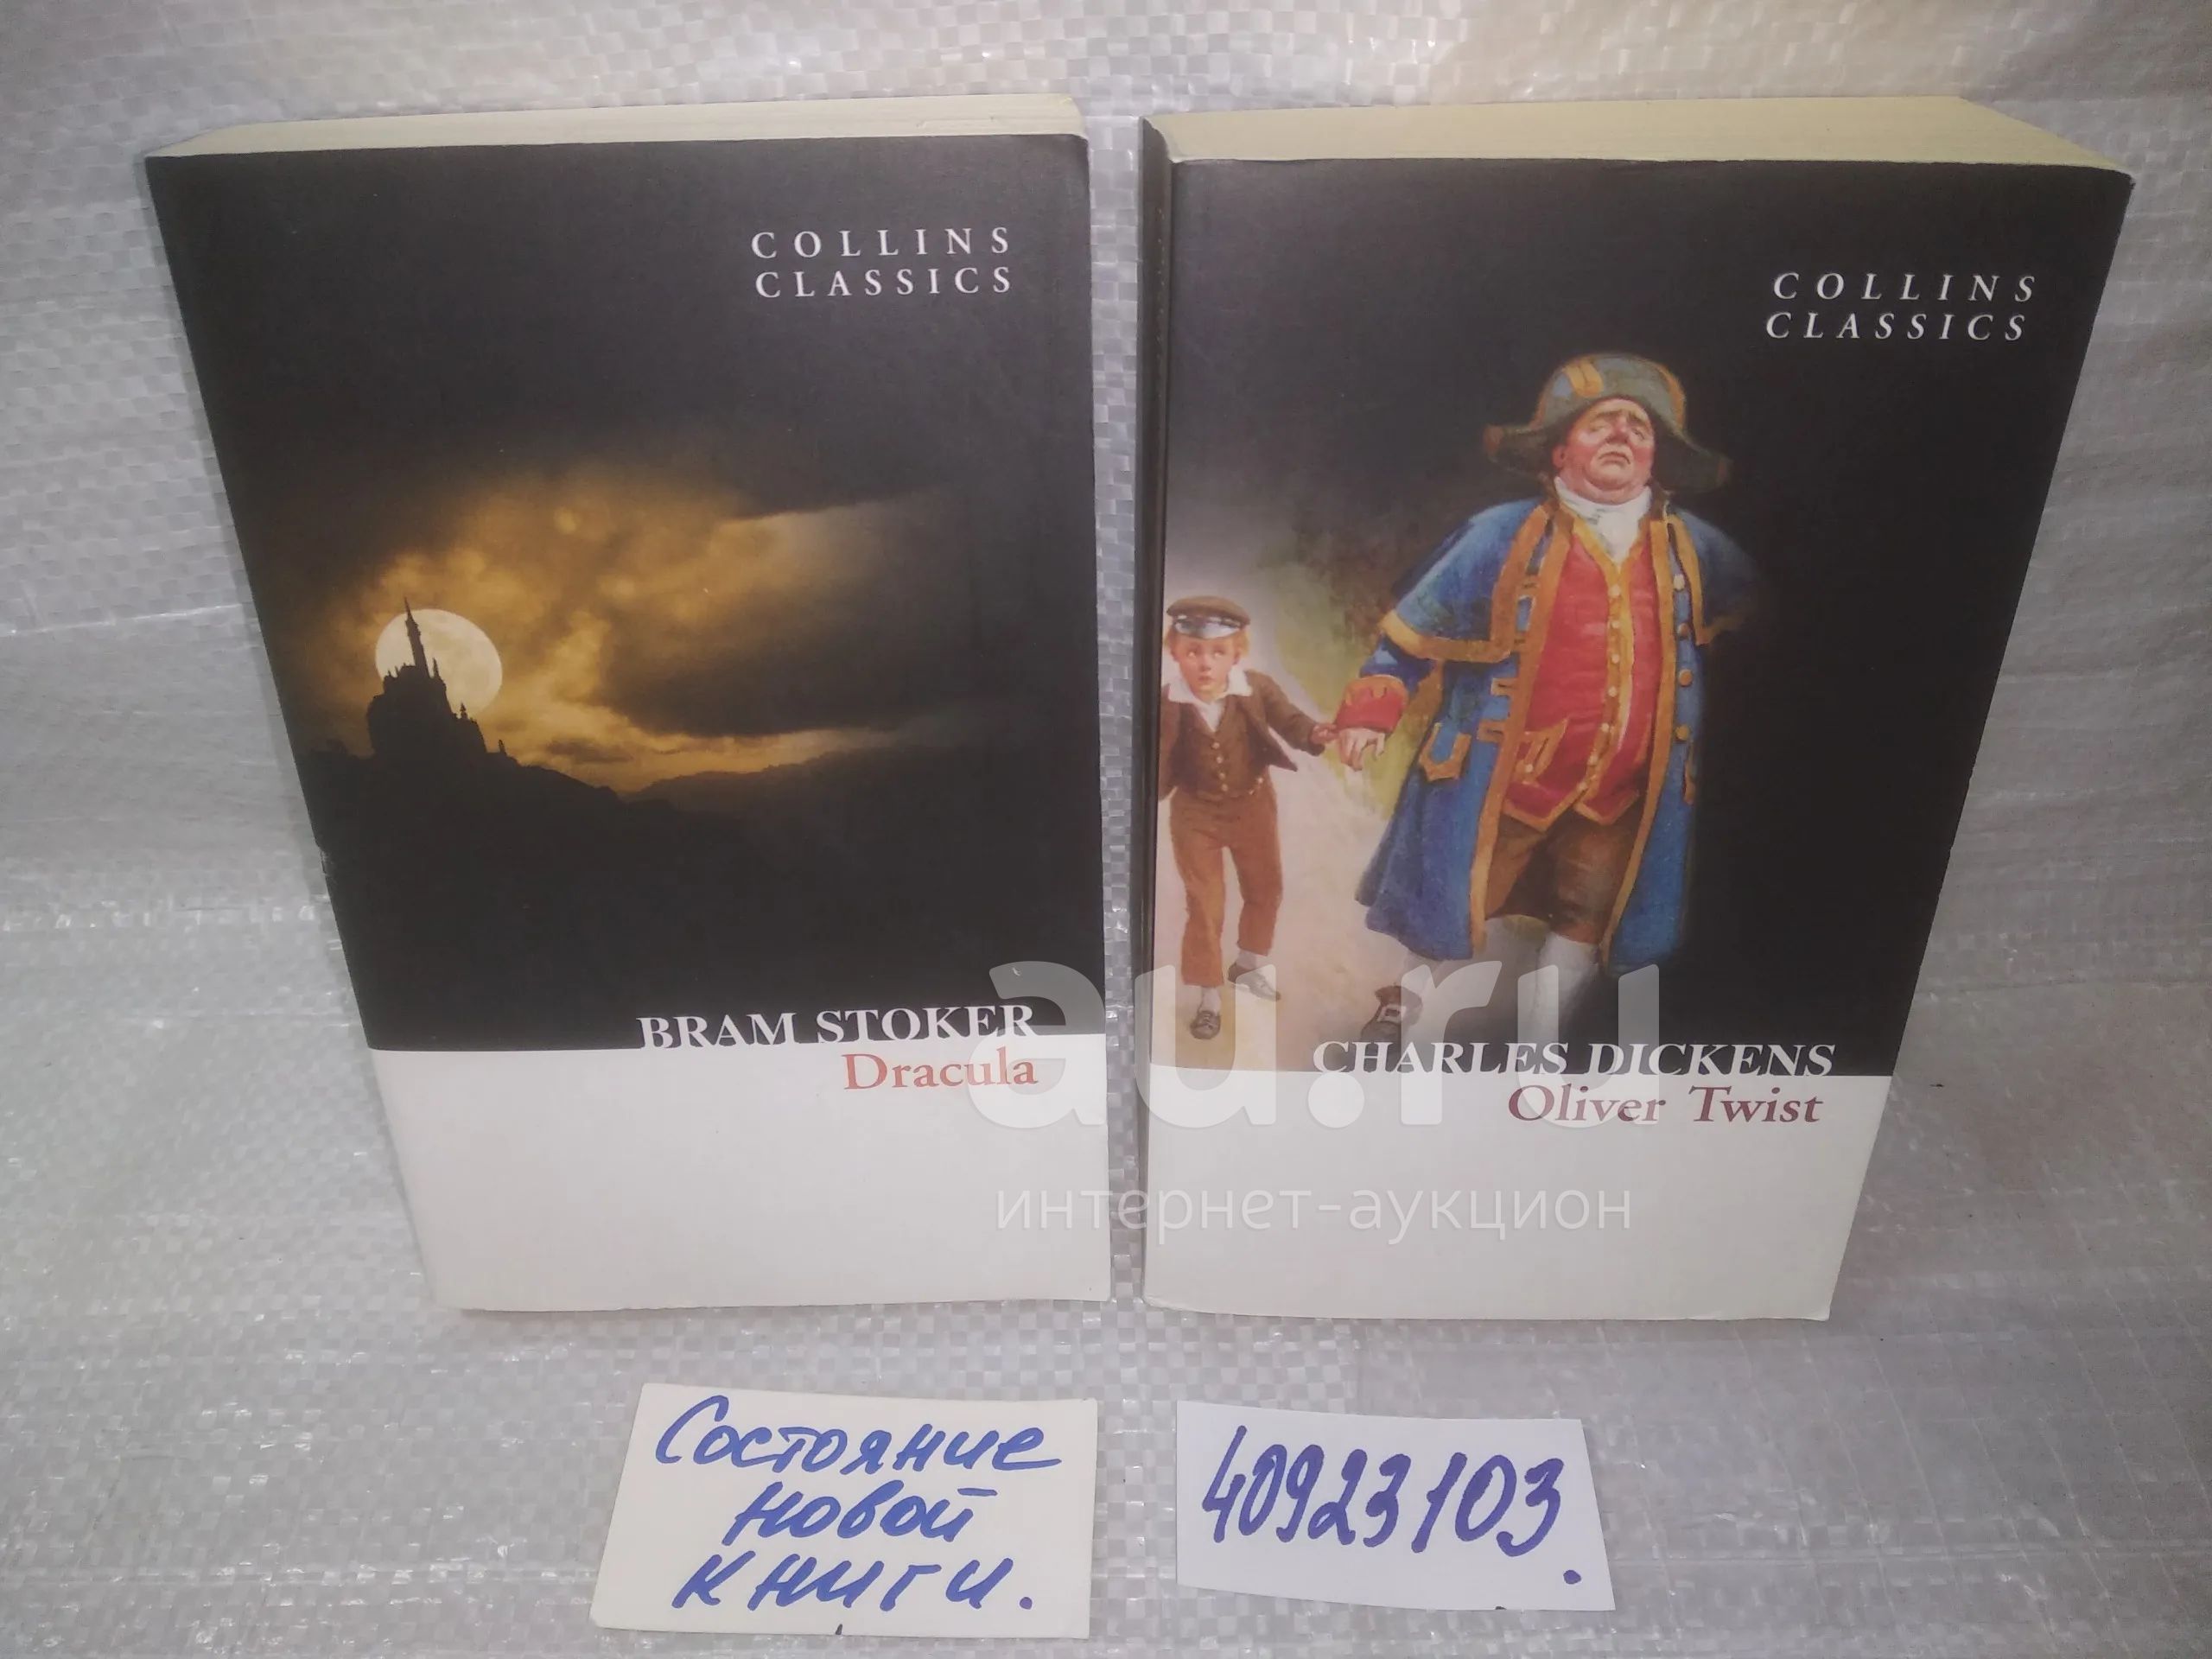 COLLINS
CLASSICS
BRAM STOKER
Dracula
COLLINS
CLASSICS
CHARLES DICKENS
Oliver Twist
au.ru
интернет-аукцион
Состояние
новой
книги.
40923103.